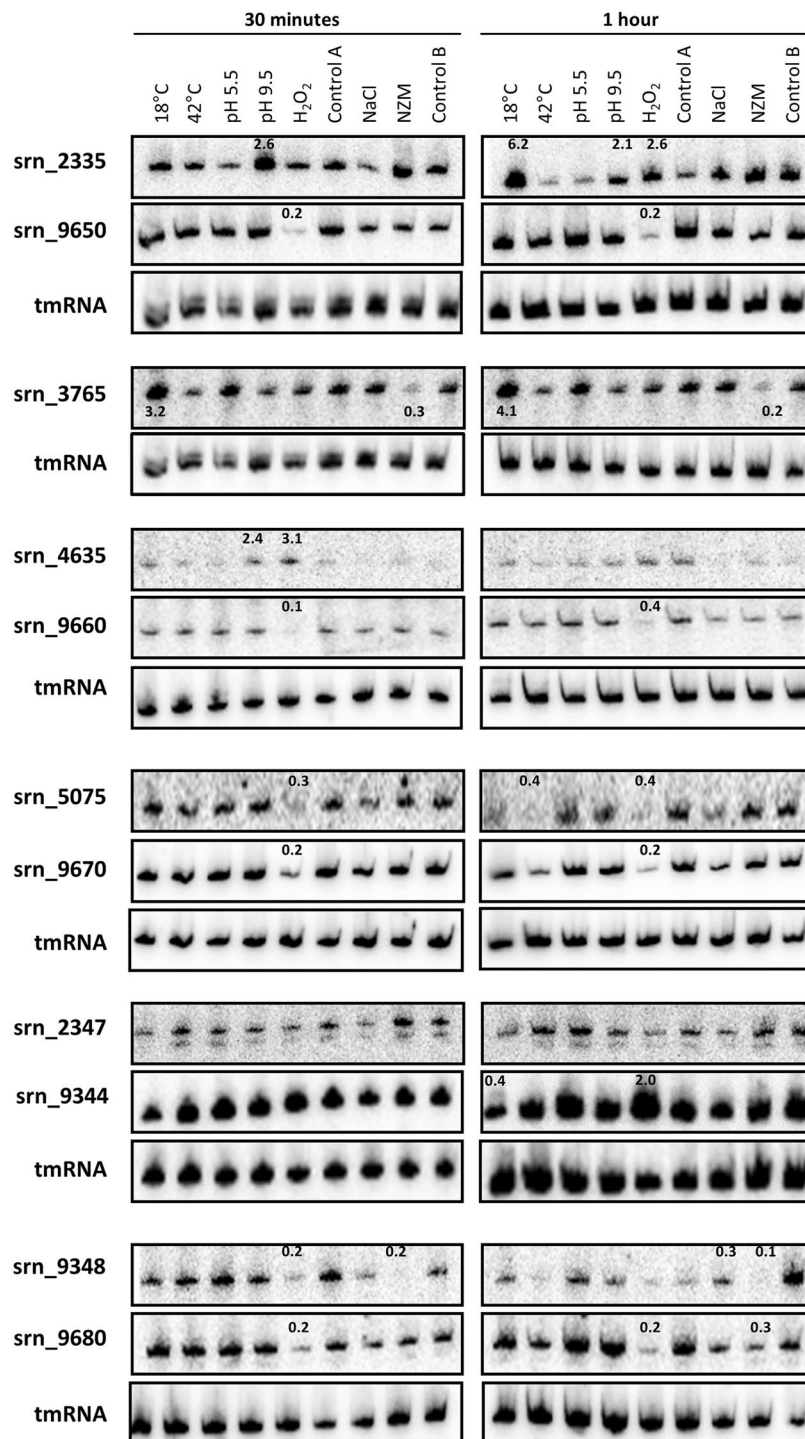 30 minutes 1 hour
18°C 42°C pH 5.5 pH 9.5 H₂O₂ Control A NaCl NZM Control B 18°C 42°C pH 5.5 pH 9.5 H₂O₂ Control A NaCl NZM Control B
srn_2335 2.6 6.2 2.1 2.6
srn_9650 0.2 0.2
tmRNA
srn_3765 3.2 0.3 4.1 0.2
tmRNA
srn_4635 2.4 3.1
srn_9660 0.1 0.4
tmRNA
srn_5075 0.3 0.4 0.4
srn_9670 0.2 0.2
tmRNA
srn_2347
srn_9344 0.4 2.0
tmRNA
srn_9348 0.2 0.2 0.3 0.1
srn_9680 0.2 0.2 0.3
tmRNA